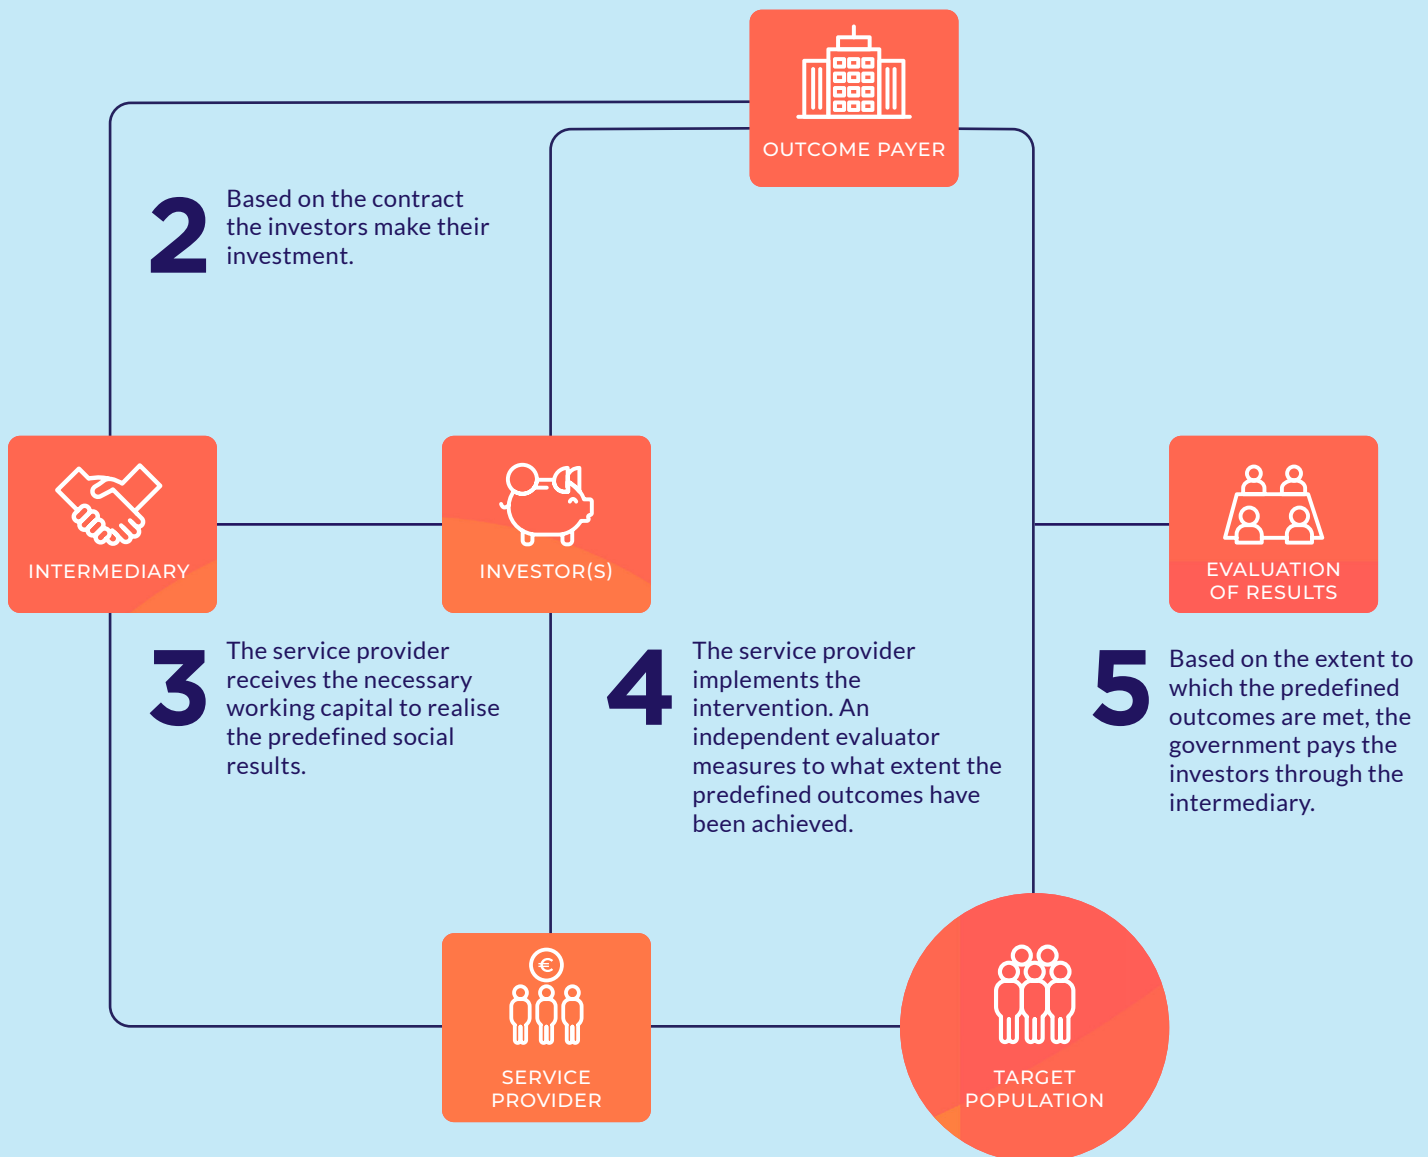 OUTCOME PAYER
2
Based on the contract
the investors make their
investment.
INTERMEDIARY
INVESTOR(S)
EVALUATION
OF RESULTS
3
The service provider
receives the necessary
working capital to realise
the predefined social
results.
4
The service provider
implements the
intervention. An
independent evaluator
measures to what extent the
predefined outcomes have
been achieved.
5
Based on the extent to
which the predefined
outcomes are met, the
government pays the
investors through the
intermediary.
€
SERVICE
PROVIDER
TARGET
POPULATION